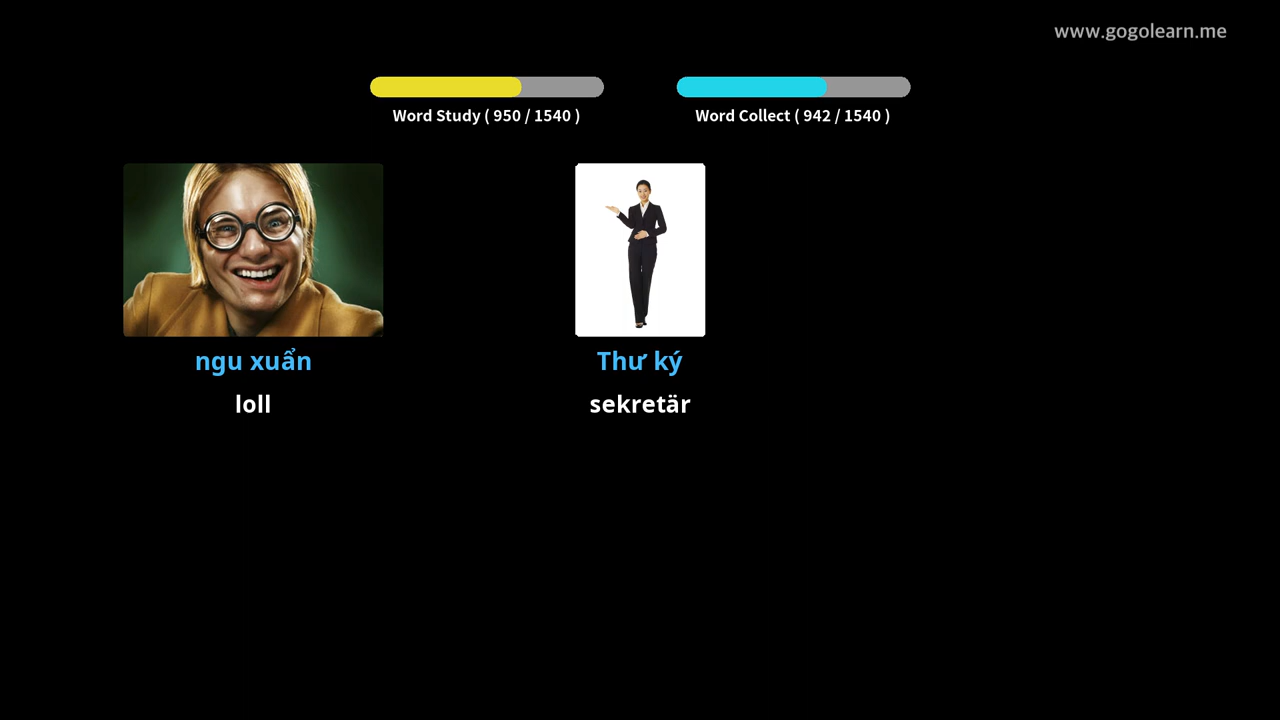 www.gogolearn.me
Word Study ( 950 / 1540 )
Word Collect ( 942 / 1540 )
ngu xuẩn
loll
Thư ký
sekretär